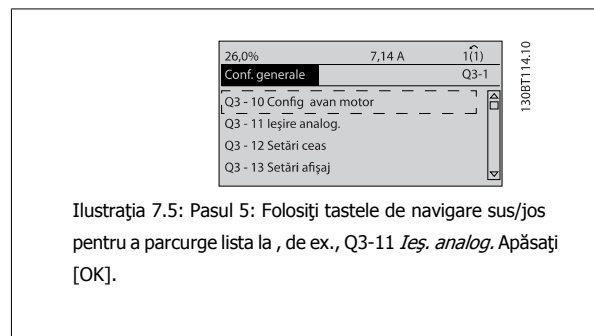 26,0% 7,14 A 1(1)
Conf. generale Q3-1
Q3 - 10 Config avan motor
Q3 - 11 Ieşire analog.
Q3 - 12 Setări ceas
Q3 - 13 Setări afişaj
130BT114.10
Ilustraţia 7.5: Pasul 5: Folosiţi tastele de navigare sus/jos
pentru a parcurge lista la , de ex., Q3-11 Ieş. analog. Apăsaţi
[OK].